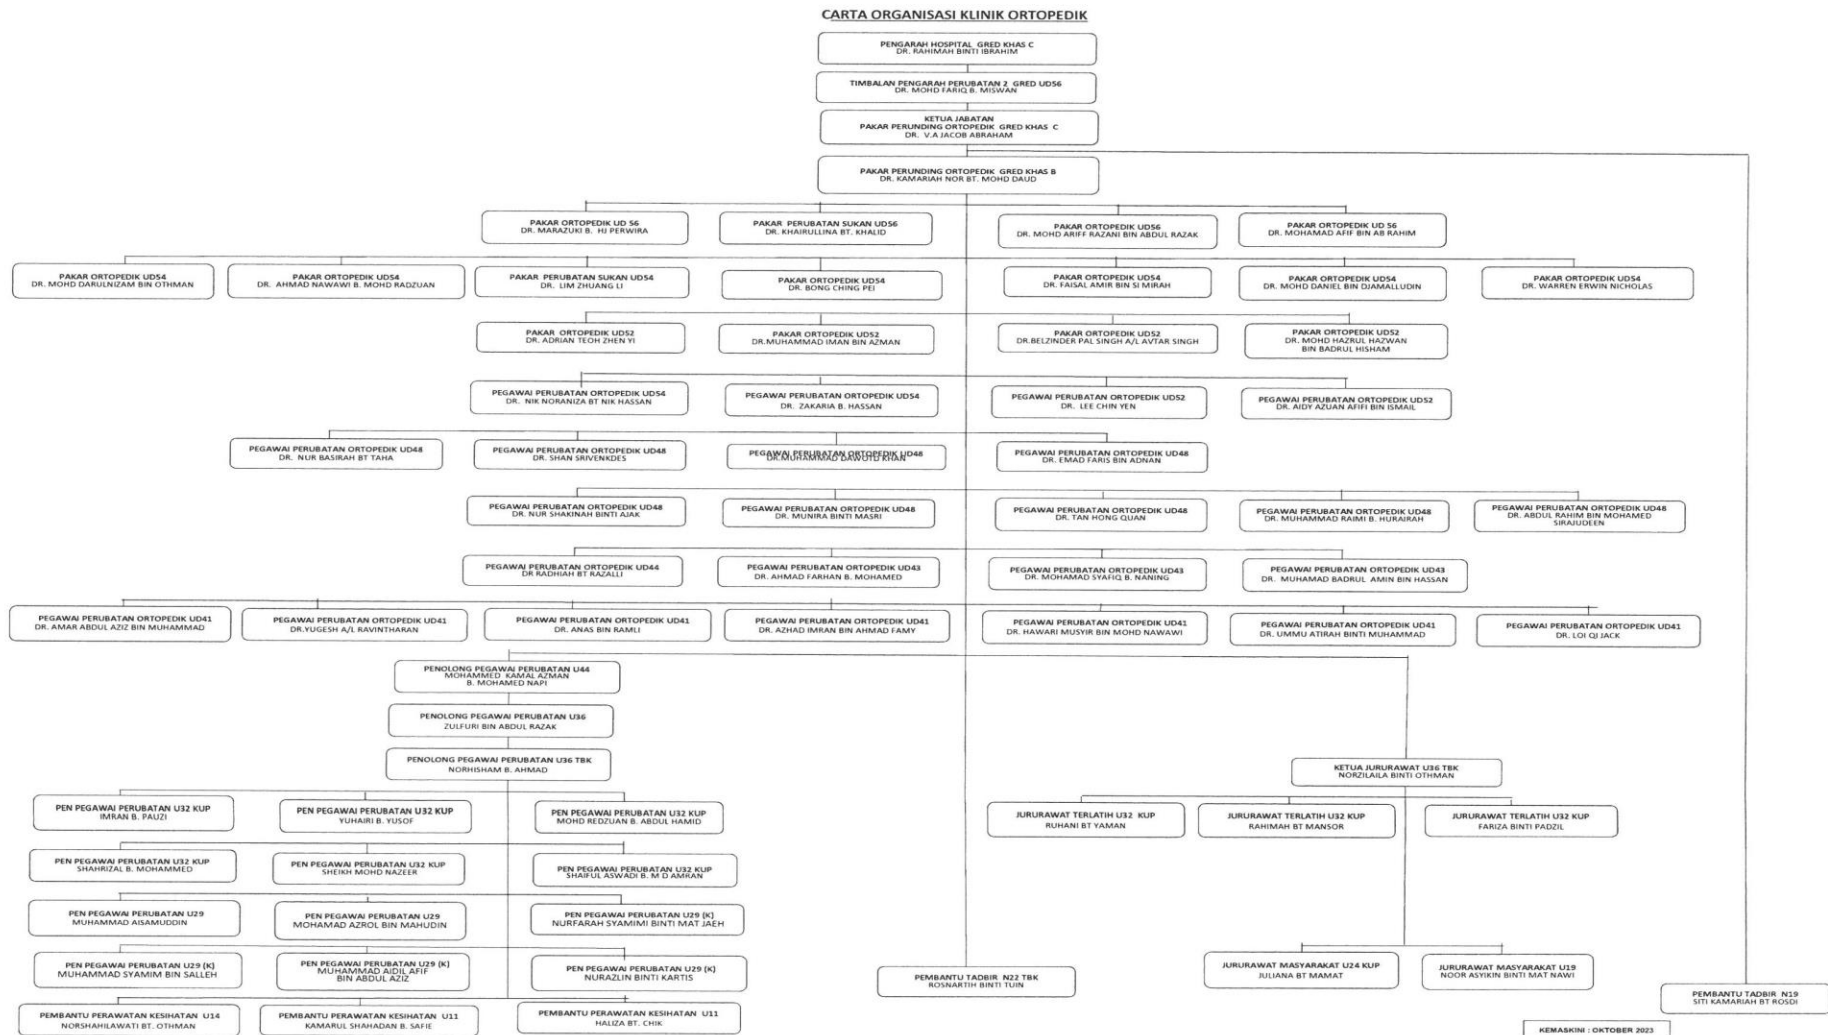 CARTA ORGANISASI KLINIK ORTOPEDIK
PENGARAH HOSPITAL GRED KHAS C
DR. RAHIMAH BINTI IBRAHIM
TIMBALAN PENGARAH PERUBATAN 2 GRED UD56
DR. MOHD FARIQ B. MISWAN
KETUA JABATAN
PAKAR PERUNDING ORTOPEDIK GRED KHAS C
DR. V.A JACOB ABRAHAM
PAKAR PERUNDING ORTOPEDIK GRED KHAS B
DR. KAMARIAH NOR BT. MOHD DAUD
PAKAR ORTOPEDIK UD 56
DR. MARAZUKI B. HJ PERWIRA
PAKAR PERUBATAN SUKAN UD56
DR. KHAIRULLINA BT. KHALID
PAKAR ORTOPEDIK UD56
DR. MOHD ARIFF RAZANI BIN ABDUL RAZAK
PAKAR ORTOPEDIK UD 56
DR. MOHAMAD AFIF BIN AB RAHIM
PAKAR ORTOPEDIK UD54
DR. MOHD DARULNIZAM BIN OTHMAN
PAKAR ORTOPEDIK UD54
DR. AHMAD NAWAWI B. MOHD RADZUAN
PAKAR PERUBATAN SUKAN UD54
DR. LIM ZHUANG LI
PAKAR ORTOPEDIK UD54
DR. BONG CHING PEI
PAKAR ORTOPEDIK UD54
DR. FAISAL AMIR BIN SI MIRAH
PAKAR ORTOPEDIK UD54
DR. MOHD DANIEL BIN DJAMALLUDIN
PAKAR ORTOPEDIK UD54
DR. WARREN ERWIN NICHOLAS
PAKAR ORTOPEDIK UD52
DR. ADRIAN TEOH ZHEN YI
PAKAR ORTOPEDIK UD52
DR.MUHAMMAD IMAN BIN AZMAN
PAKAR ORTOPEDIK UD52
DR.BELZINDER PAL SINGH A/L AVTAR SINGH
PAKAR ORTOPEDIK UD52
DR. MOHD HAZRUL HAZWAN
BIN BADRUL HISHAM
PEGAWAI PERUBATAN ORTOPEDIK UD54
DR. NIK NORANIZA BT NIK HASSAN
PEGAWAI PERUBATAN ORTOPEDIK UD54
DR. ZAKARIA B. HASSAN
PEGAWAI PERUBATAN ORTOPEDIK UD52
DR. LEE CHIN YEN
PEGAWAI PERUBATAN ORTOPEDIK UD52
DR. AIDY AZUAN AFIFI BIN ISMAIL
PEGAWAI PERUBATAN ORTOPEDIK UD48
DR. NUR BASIRAH BT TAHA
PEGAWAI PERUBATAN ORTOPEDIK UD48
DR. SHAN SRIVENKDES
PEGAWAI PERUBATAN ORTOPEDIK UD48
DR.MUHAMMAD KHAN
PEGAWAI PERUBATAN ORTOPEDIK UD48
DR. EMAD FARIS BIN ADNAN
PEGAWAI PERUBATAN ORTOPEDIK UD48
DR. NUR SHAKINAH BINTI AJAK
PEGAWAI PERUBATAN ORTOPEDIK UD48
DR. MUNIRA BINTI MASRI
PEGAWAI PERUBATAN ORTOPEDIK UD48
DR. TAN HONG QUAN
PEGAWAI PERUBATAN ORTOPEDIK UD48
DR. MUHAMMAD RAIMI B. HURAIRAH
PEGAWAI PERUBATAN ORTOPEDIK UD48
DR. ABDUL RAHIM BIN MOHAMED
SIRAJUDEEN
PEGAWAI PERUBATAN ORTOPEDIK UD44
DR RADHIAH BT RAZALLI
PEGAWAI PERUBATAN ORTOPEDIK UD43
DR. AHMAD FARHAN B. MOHAMED
PEGAWAI PERUBATAN ORTOPEDIK UD43
DR. MOHAMAD SYAFIQ B. NANING
PEGAWAI PERUBATAN ORTOPEDIK UD43
DR. MUHAMAD BADRUL AMIN BIN HASSAN
PEGAWAI PERUBATAN ORTOPEDIK UD41
DR. AMAR ABDUL AZIZ BIN MUHAMMAD
PEGAWAI PERUBATAN ORTOPEDIK UD41
DR.YUGESH A/L RAVINTHARAN
PEGAWAI PERUBATAN ORTOPEDIK UD41
DR. ANAS BIN RAMLI
PEGAWAI PERUBATAN ORTOPEDIK UD41
DR. AZHAD IMRAN BIN AHMAD FAMY
PEGAWAI PERUBATAN ORTOPEDIK UD41
DR. HAWARI MUSYIR BIN MOHD NAWAWI
PEGAWAI PERUBATAN ORTOPEDIK UD41
DR. UMMU ATIRAH BINTI MUHAMMAD
PEGAWAI PERUBATAN ORTOPEDIK UD41
DR. LOI QI JACK
PENOLONG PEGAWAI PERUBATAN U44
MOHAMMED KAMAL AZMAN
B. MOHAMED NAPI
PENOLONG PEGAWAI PERUBATAN U36
ZULFURI BIN ABDUL RAZAK
PENOLONG PEGAWAI PERUBATAN U36 TBK
NORHISHAM B. AHMAD
KETUA JURURAWAT U36 TBK
NORZILAILA BINTI OTHMAN
PEN PEGAWAI PERUBATAN U32 KUP
IMRAN B. PAUZI
PEN PEGAWAI PERUBATAN U32 KUP
YUHAIRI B. YUSOF
PEN PEGAWAI PERUBATAN U32 KUP
MOHD REDZUAN B. ABDUL HAMID
JURURAWAT TERLATIH U32 KUP
RUHANI BT YAMAN
JURURAWAT TERLATIH U32 KUP
RAHIMAH BT MANSOR
JURURAWAT TERLATIH U32 KUP
FARIZA BINTI PADZIL
PEN PEGAWAI PERUBATAN U32 KUP
SHAHRIZAL B. MOHAMMED
PEN PEGAWAI PERUBATAN U32 KUP
SHEIKH MOHD NAZEER
PEN PEGAWAI PERUBATAN U32 KUP
SHAIFUL ASWADI B. M D AMRAN
PEN PEGAWAI PERUBATAN U29
MUHAMMAD AISAMUDDIN
PEN PEGAWAI PERUBATAN U29
MOHAMAD AZROL BIN MAHUDIN
PEN PEGAWAI PERUBATAN U29 (K)
NURFARAH SYAMIMI BINTI MAT JAEH
PEN PEGAWAI PERUBATAN U29 (K)
MUHAMMAD SYAMIM BIN SALLEH
PEN PEGAWAI PERUBATAN U29 (K)
MUHAMMAD AIDIL AFIF
BIN ABDUL AZIZ
PEN PEGAWAI PERUBATAN U29 (K)
NURAZLIN BINTI KARTIS
PEMBANTU TADBIR N22 TBK
ROSNARTIH BINTI TUIN
JURURAWAT MASYARAKAT U24 KUP
JULIANA BT MAMAT
JURURAWAT MASYARAKAT U19
NOOR ASYIKIN BINTI MAT NAWI
PEMBANTU TADBIR N19
SITI KAMARIAH BT ROSDI
PEMBANTU PERAWATAN KESIHATAN U14
NORSHAHILAWATI BT. OTHMAN
PEMBANTU PERAWATAN KESIHATAN U11
KAMARUL SHAHADAN B. SAFIE
PEMBANTU PERAWATAN KESIHATAN U11
HALIZA BT. CHIK
KEMASKINI : OKTOBER 2023